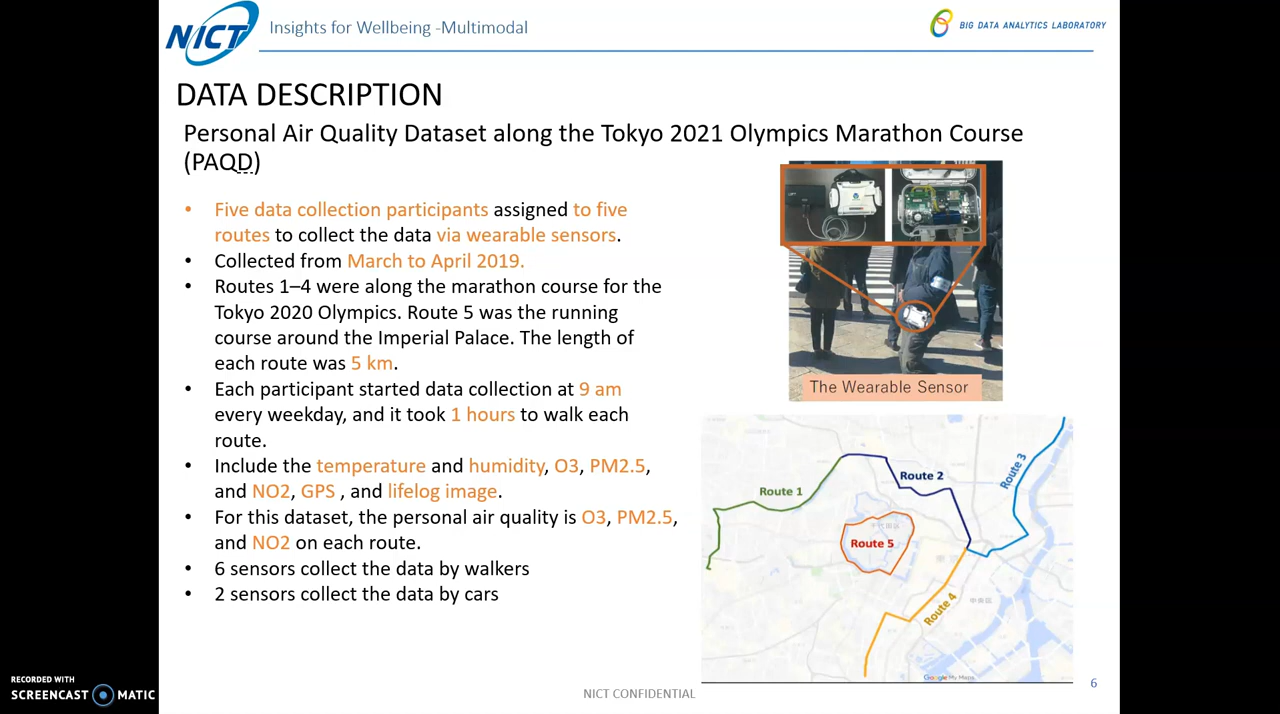 NICT
Insights for Wellbeing -Multimodal
BIG DATA ANALYTICS LABORATORY
DATA DESCRIPTION
Personal Air Quality Dataset along the Tokyo 2021 Olympics Marathon Course
(PAQD)
• Five data collection participants assigned to five
routes to collect the data via wearable sensors.
• Collected from March to April 2019.
• Routes 1–4 were along the marathon course for the
Tokyo 2020 Olympics. Route 5 was the running
course around the Imperial Palace. The length of
each route was 5 km.
• Each participant started data collection at 9 am
every weekday, and it took 1 hours to walk each
route.
• Include the temperature and humidity, O3, PM2.5,
and NO2, GPS , and lifelog image.
• For this dataset, the personal air quality is O3, PM2.5,
and NO2 on each route.
• 6 sensors collect the data by walkers
• 2 sensors collect the data by cars
The Wearable Sensor
Route 1
Route 2
Route 3
Route 5
Route 4
Google My Maps
RECORDED WITH
SCREENCAST MATIC
NICT CONFIDENTIAL
6